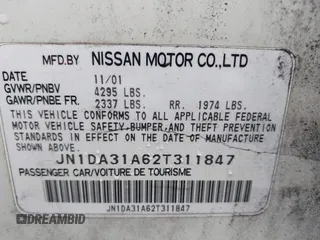 MFD.BY NISSAN MOTOR CO.,LTD
DATE 11/01
GVWR/PNBV 4295 LBS.
GAWR/PNBE FR. 2337 LBS. RR. 1974 LBS.
THIS VEHICLE CONFORMS TO ALL APPLICABLE FEDERAL
MOTOR VEHICLE SAFETY,BUMPER,AND THEFT PREVENTION
STANDARDS IN EFFECT ON THE DATE OF MANUFACTURE
SHOWN ABOVE.
JN1DA31A62T311847
PASSENGER CAR/VOITURE DE TOURISME
JN1DA31A62T311847
DREAMBID